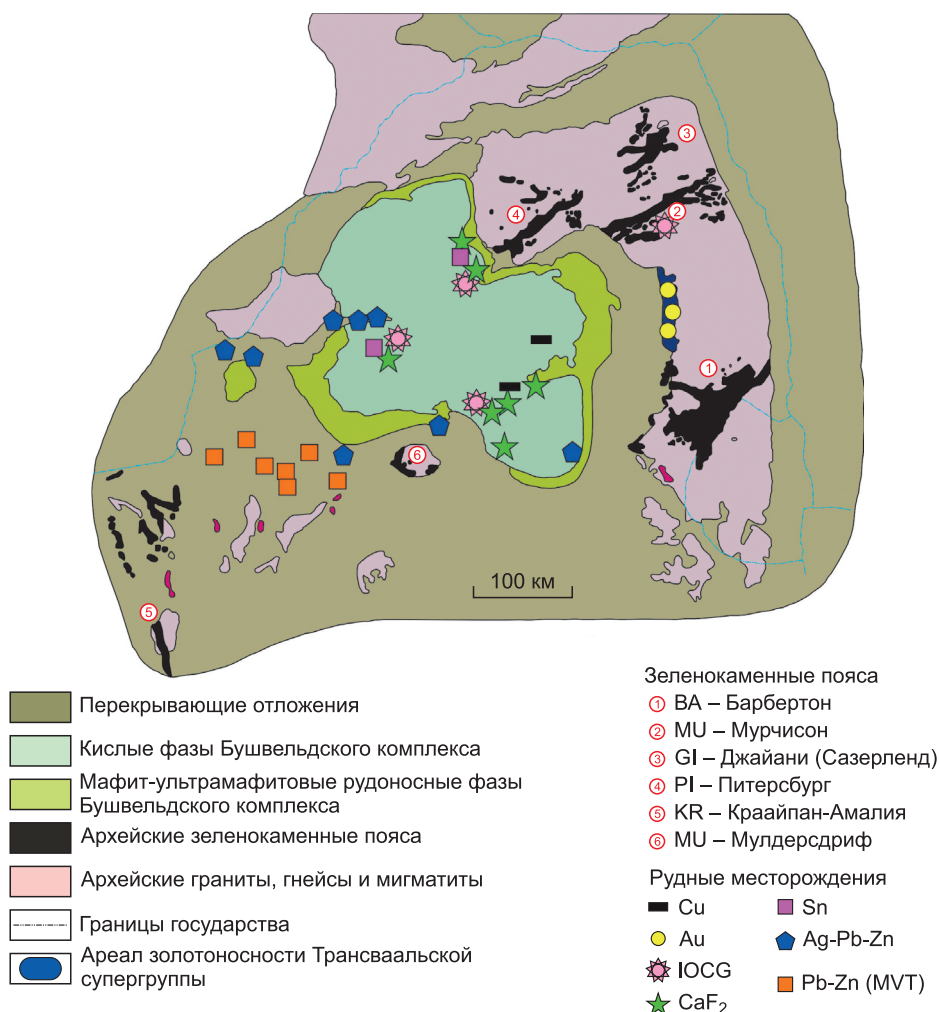 3
2
4
1
6
5
100 км
Перекрывающие отложения
Кислые фазы Бушвельдского комплекса
Мафит-ультрамафитовые рудоносные фазы
Бушвельдского комплекса
Архейские зеленокаменные пояса
Архейские граниты, гнейсы и мигматиты
Границы государства
Ареал золотоносности Трансваальской
супергруппы
Зеленокаменные пояса
1 BA – Барбертон
2 MU – Мурчисон
3 GI – Джайани (Сазерленд)
4 PI – Питерсбург
5 KR – Краайпан-Амалия
6 MU – Мулдерсдриф
Рудные месторождения
Cu
Sn
Au
Ag-Pb-Zn
IOCG
Pb-Zn (MVT)
CaF₂